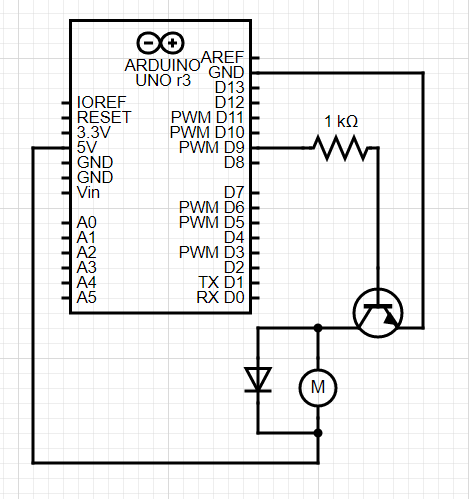 ARDUINO
UNO r3
AREF
GND
D13
IOREF D12
RESET PWM D11
3.3V PWM D10
5V PWM D9
GND D8
GND
Vin D7
PWM D6
A0 PWM D5
A1 D4
A2 PWM D3
A3 D2
A4 TX D1
A5 RX D0
1 kΩ
M